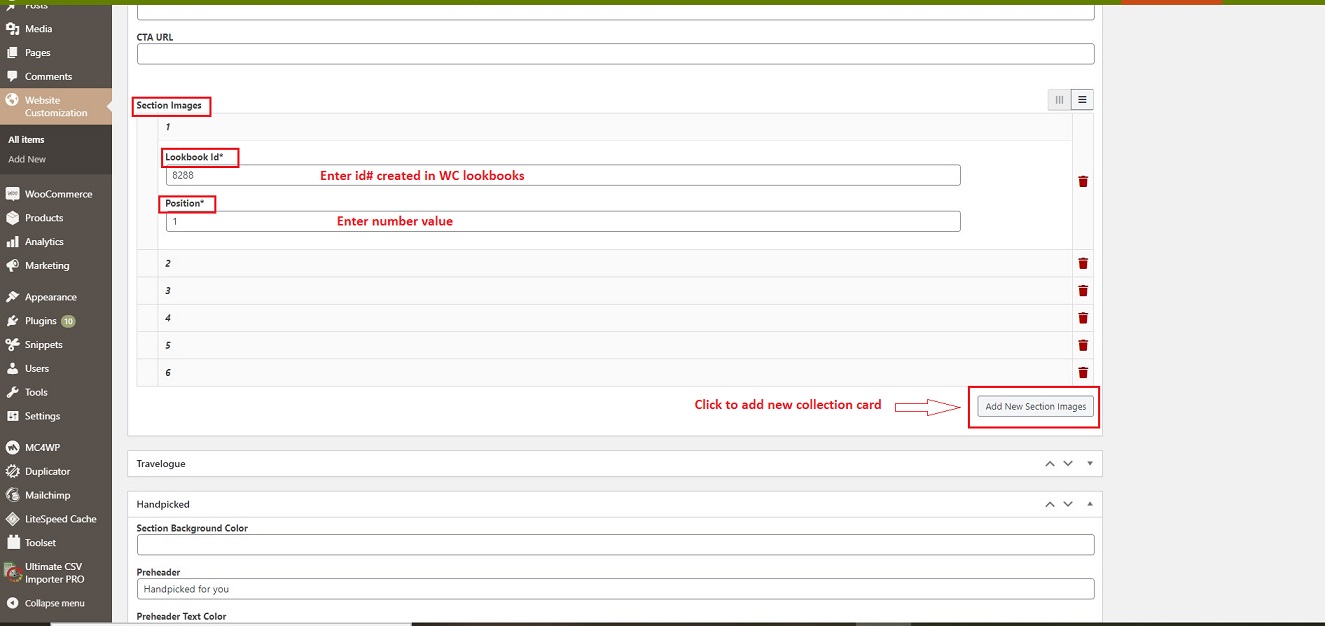 Posts
Media
Pages
Comments
Website
Customization
All items
Add New
WooCommerce
Products
Analytics
Marketing
Appearance
Plugins 10
Snippets
Users
Tools
Settings
MC4WP
Duplicator
Mailchimp
LiteSpeed Cache
Toolset
Ultimate CSV
Importer PRO
Collapse menu
CTA URL
Section Images
1
Lookbook Id*
8288 Enter id# created in WC lookbooks
Position*
1 Enter number value
2
3
4
5
6
Click to add new collection card Add New Section Images
Travelogue
Handpicked
Section Background Color
Preheader
Handpicked for you
Preheader Text Color